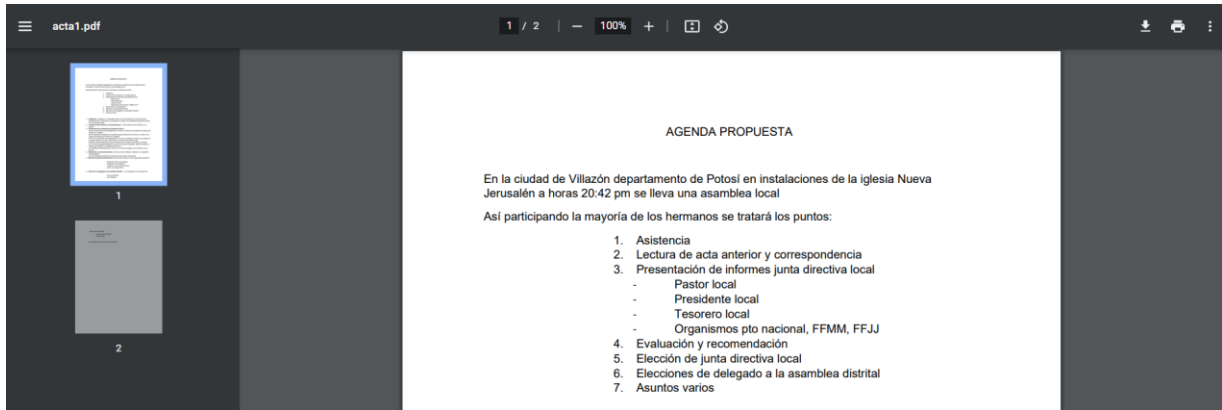 acta1.pdf
1 / 2
100%
1
2
AGENDA PROPUESTA
En la ciudad de Villazón departamento de Potosí en instalaciones de la iglesia Nueva
Jerusalén a horas 20:42 pm se lleva una asamblea local
Así participando la mayoría de los hermanos se tratará los puntos:
1. Asistencia
2. Lectura de acta anterior y correspondencia
3. Presentación de informes junta directiva local
- Pastor local
- Presidente local
- Tesorero local
- Organismos pto nacional, FFMM, FFJJ
4. Evaluación y recomendación
5. Elección de junta directiva local
6. Elecciones de delegado a la asamblea distrital
7. Asuntos varios